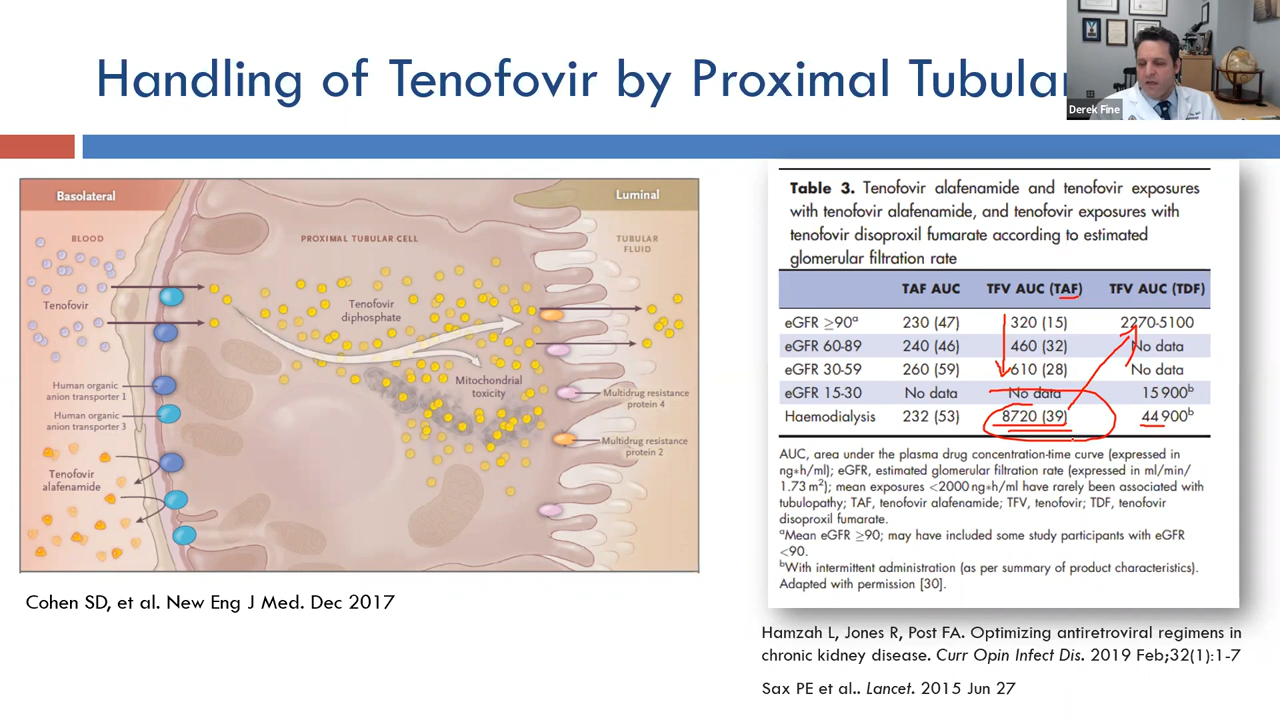 Handling of Tenofovir by Proximal Tubular
Derek Fine
Basolateral
Luminal
BLOOD
PROXIMAL TUBULAR CELL
TUBULAR
FLUID
Tenofovir
Tenofovir
diphosphate
Mitochondrial
toxicity
Human organic
anion transporter 1
Human organic
anion transporter 3
Multidrug resistance
protein 4
Multidrug resistance
protein 2
Tenofovir
alafenamide
Cohen SD, et al. New Eng J Med. Dec 2017
Table 3. Tenofovir alafenamide and tenofovir exposures
with tenofovir alafenamide, and tenofovir exposures with
tenofovir disoproxil fumarate according to estimated
glomerular filtration rate
TAF AUC TFV AUC (TAF) TFV AUC (TDF)
eGFR ≥90a 230 (47) 320 (15) 2270-5100
eGFR 60-89 240 (46) 460 (32) No data
eGFR 30-59 260 (59) 610 (28) No data
eGFR 15-30 No data No data 15 900b
Haemodialysis 232 (53) 8720 (39) 44 900b
AUC, area under the plasma drug concentration-time curve (expressed in
ng*h/ml); eGFR, estimated glomerular filtration rate (expressed in ml/min/
1.73 m2); mean exposures <2000 ng*h/ml have rarely been associated with
tubulopathy; TAF, tenofovir alafenamide; TFV, tenofovir; TDF, tenofovir
disoproxil fumarate.
aMean eGFR ≥90; may have included some study participants with eGFR
<90.
bWith intermittent administration (as per summary of product characteristics).
Adapted with permission [30].
Hamzah L, Jones R, Post FA. Optimizing antiretroviral regimens in
chronic kidney disease. Curr Opin Infect Dis. 2019 Feb;32(1):1-7
Sax PE et al.. Lancet. 2015 Jun 27